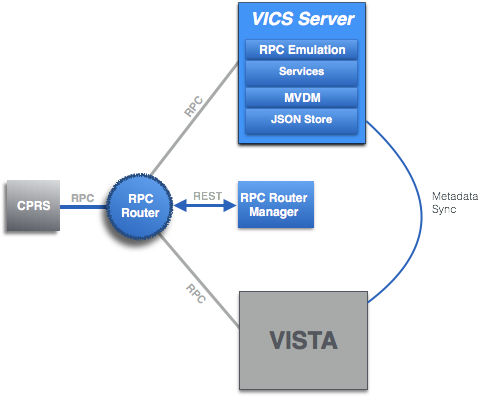 VICS Server
RPC Emulation
Services
MVDM
JSON Store
RPC
CPRS
RPC
RPC
Router
REST
RPC Router
Manager
Metadata
Sync
RPC
VISTA